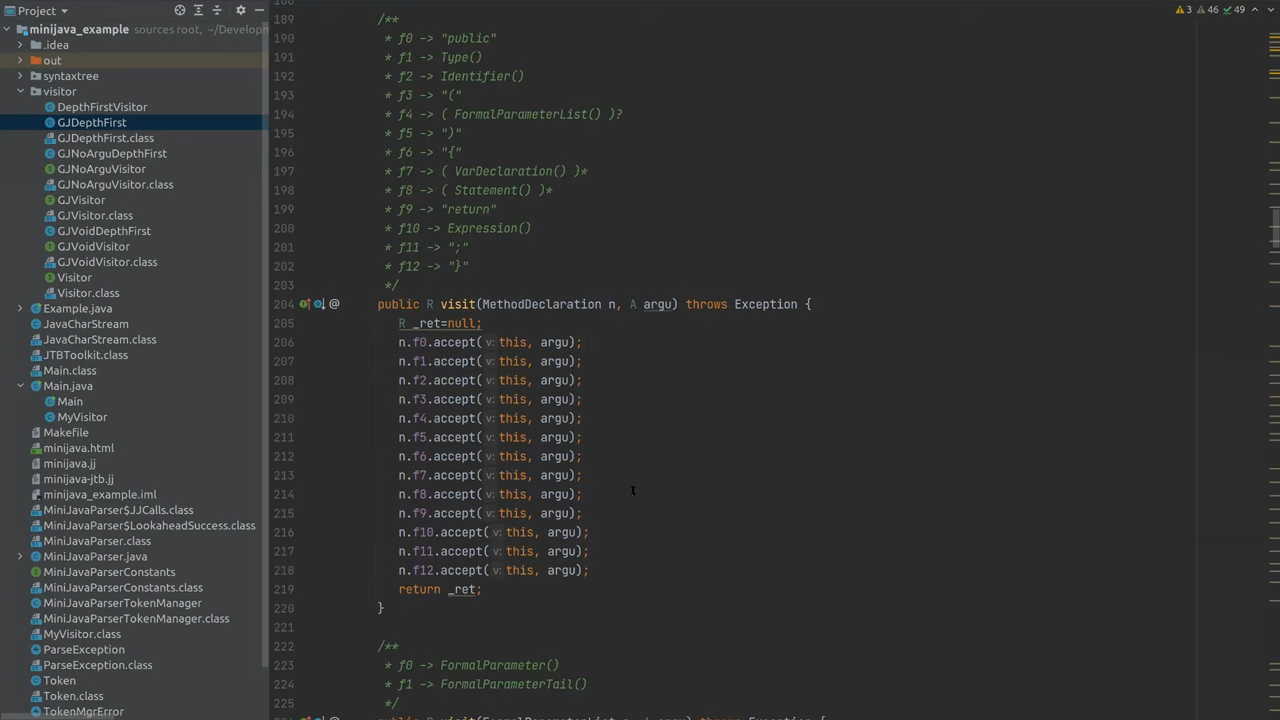 Project
minijava_example sources root, ~/Develop
.idea
out
syntaxtree
visitor
DepthFirstVisitor
GJDepthFirst
GJDepthFirst.class
GJNoArguDepthFirst
GJNoArguVisitor
GJNoArguVisitor.class
GJVisitor
GJVisitor.class
GJVoidDepthFirst
GJVoidVisitor
GJVoidVisitor.class
Visitor
Visitor.class
Example.java
JavaCharStream
JavaCharStream.class
JTBToolkit.class
Main.class
Main.java
Main
MyVisitor
Makefile
minijava.html
minijava.jj
minijava-jtb.jj
minijava_example.iml
MiniJavaParser$JJCalls.class
MiniJavaParser$LookaheadSuccess.class
MiniJavaParser.class
MiniJavaParser.java
MiniJavaParserConstants
MiniJavaParserConstants.class
MiniJavaParserTokenManager
MiniJavaParserTokenManager.class
MyVisitor.class
ParseException
ParseException.class
Token
Token.class
TokenMgrError
3 46 49
189 /**
190 * f0 -> "public"
191 * f1 -> Type()
192 * f2 -> Identifier()
193 * f3 -> "("
194 * f4 -> ( FormalParameterList() )?
195 * f5 -> ")"
196 * f6 -> "{"
197 * f7 -> ( VarDeclaration() )*
198 * f8 -> ( Statement() )*
199 * f9 -> "return"
200 * f10 -> Expression()
201 * f11 -> ";"
202 * f12 -> "}"
203 */
204 @ public R visit(MethodDeclaration n, A argu) throws Exception {
205 R _ret=null;
206 n.f0.accept( v: this, argu);
207 n.f1.accept( v: this, argu);
208 n.f2.accept( v: this, argu);
209 n.f3.accept( v: this, argu);
210 n.f4.accept( v: this, argu);
211 n.f5.accept( v: this, argu);
212 n.f6.accept( v: this, argu);
213 n.f7.accept( v: this, argu);
214 n.f8.accept( v: this, argu);
215 n.f9.accept( v: this, argu);
216 n.f10.accept( v: this, argu);
217 n.f11.accept( v: this, argu);
218 n.f12.accept( v: this, argu);
219 return _ret;
220 }
221
222 /**
223 * f0 -> FormalParameter()
224 * f1 -> FormalParameterTail()
225 */